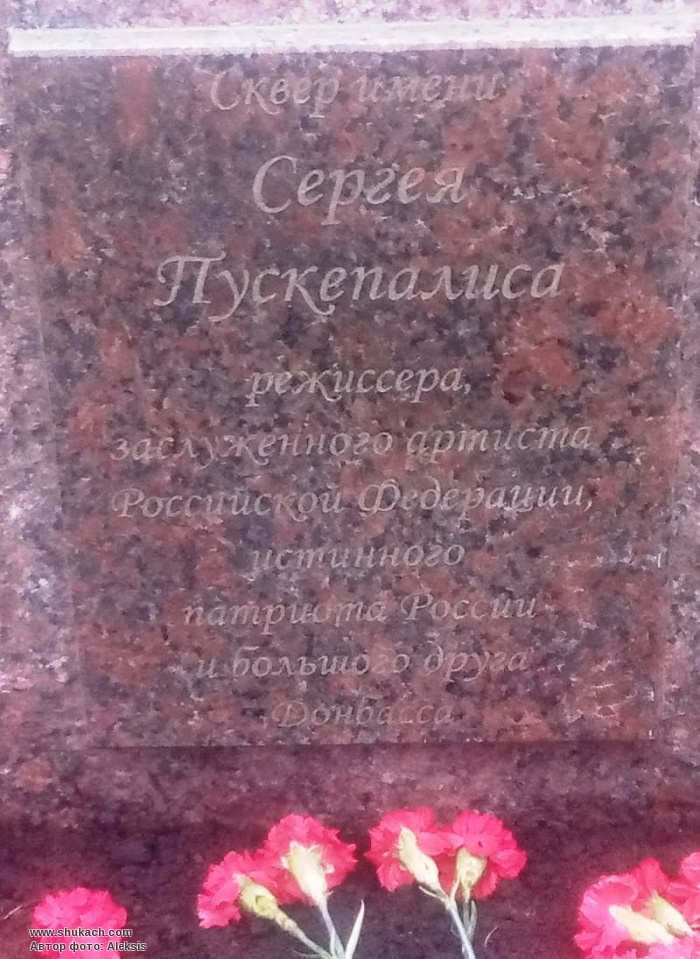 Сквер имени
Сергея
Пускепалиса
режиссера,
заслуженного артиста
Российской Федерации,
истинного
патриота России
и большого друга
Донбасса
www.shukach.com
Автор фото: Aleksis